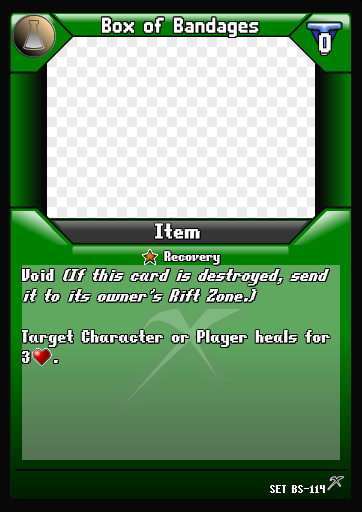 Box of Bandages
0
Item
Recovery
Void (If this card is destroyed, send
it to its owner's Rift Zone.)
Target Character or Player heals for
3❤.
SET BS-114